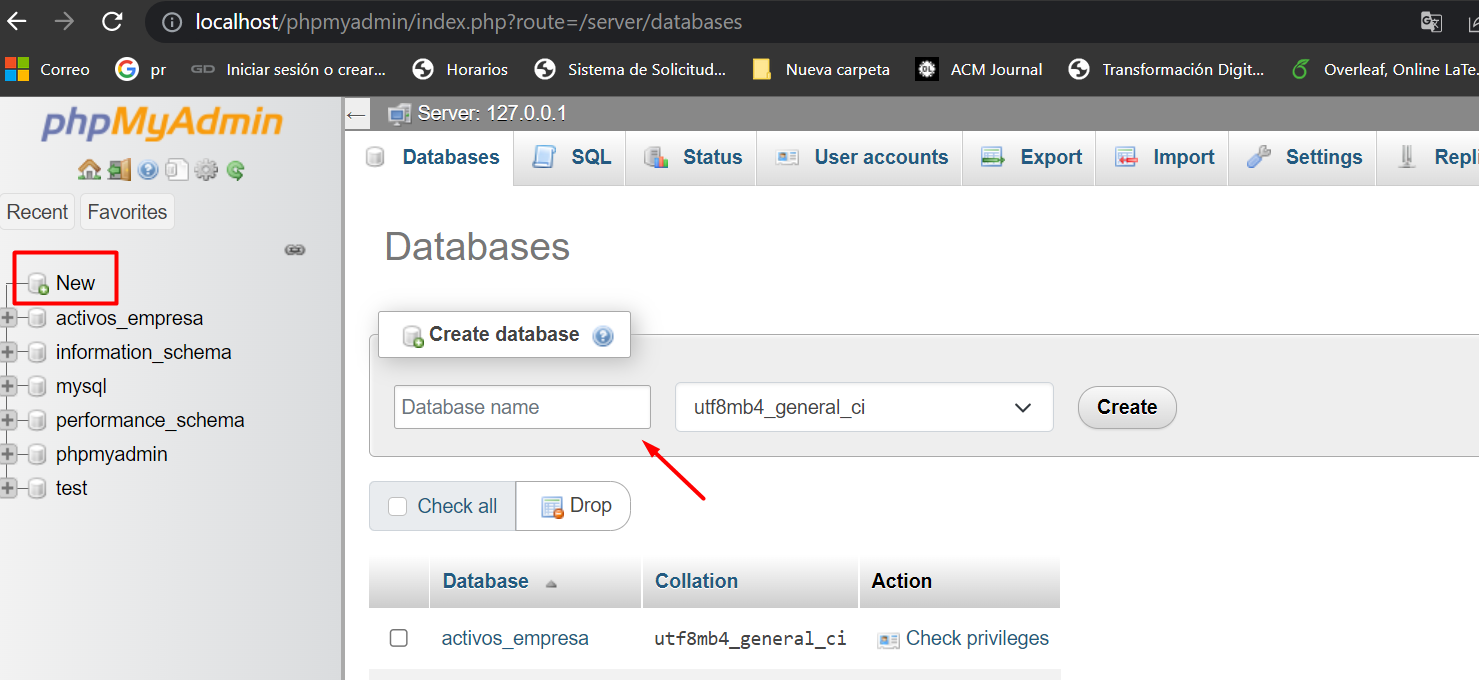 localhost/phpmyadmin/index.php?route=/server/databases
Correo pr GD Iniciar sesión o crear... Horarios Sistema de Solicitud... Nueva carpeta ACM Journal Transformación Digit... Overleaf, Online LaTe.
phpMyAdmin
Recent Favorites
New
activos_empresa
information_schema
mysql
performance_schema
phpmyadmin
test
Server: 127.0.0.1
Databases SQL Status User accounts Export Import Settings Repli
Databases
Create database
Database name utf8mb4_general_ci Create
Check all Drop
Database Collation Action
activos_empresa utf8mb4_general_ci Check privileges